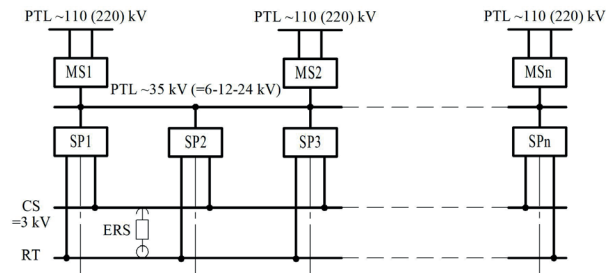 PTL ~110 (220) kV
PTL ~110 (220) kV
PTL ~110 (220) kV
MS1
MS2
MSn
PTL ~35 kV (=6-12-24 kV)
SP1
SP2
SP3
SPn
CS
=3 kV
ERS
RT